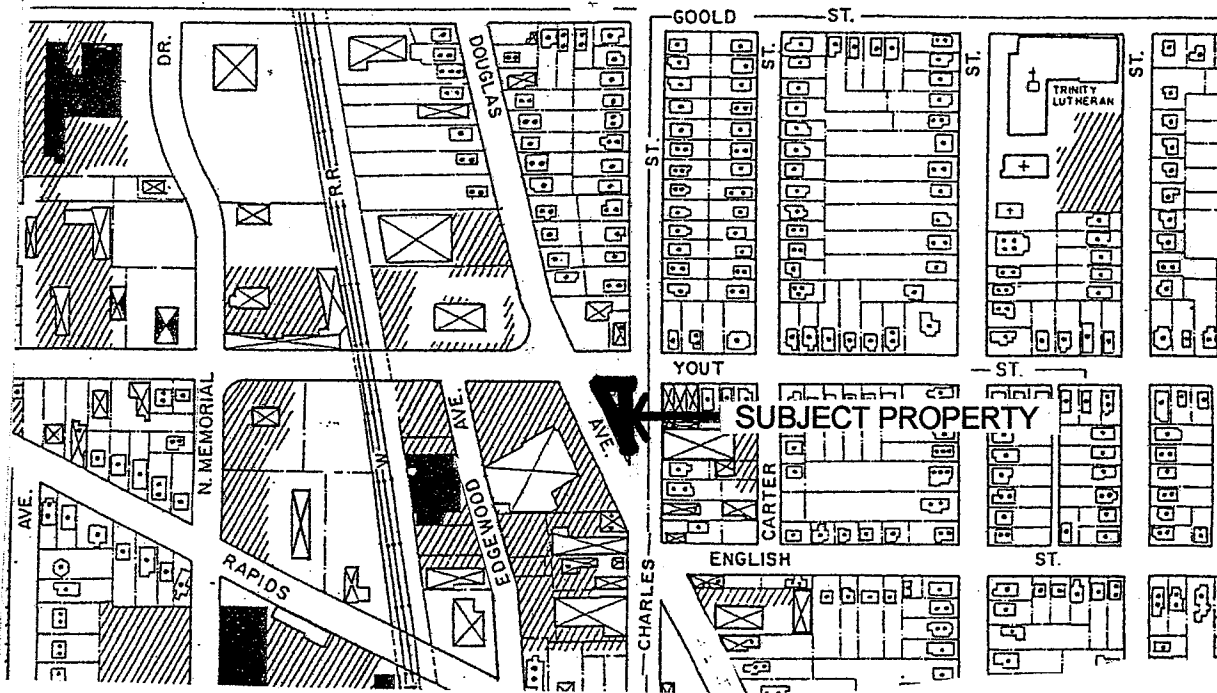 GOOLD ST.
DR.
DOUGLAS
ST.
ST.
ST.
ST.
TRINITY
LUTHERAN
R.R.
YOUT ST.
N. MEMORIAL
AVE.
AVE.
SUBJECT PROPERTY
AVE.
EDGEWOOD
CARTER
RAPIDS
CHARLES
ENGLISH ST.